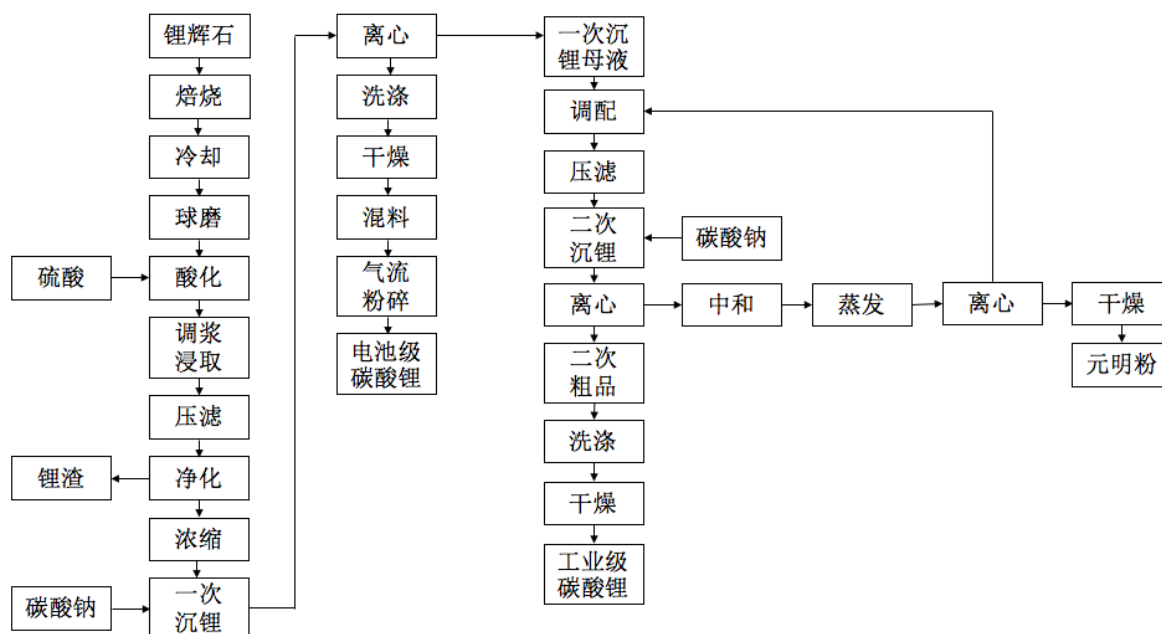 锂辉石
焙烧
冷却
球磨
硫酸
酸化
调浆
浸取
压滤
锂渣
净化
浓缩
碳酸钠
一次
沉锂
离心
洗涤
干燥
混料
气流
粉碎
电池级
碳酸锂
一次沉
锂母液
调配
压滤
二次
沉锂
碳酸钠
离心
中和
蒸发
离心
干燥
元明粉
二次
粗品
洗涤
干燥
工业级
碳酸锂